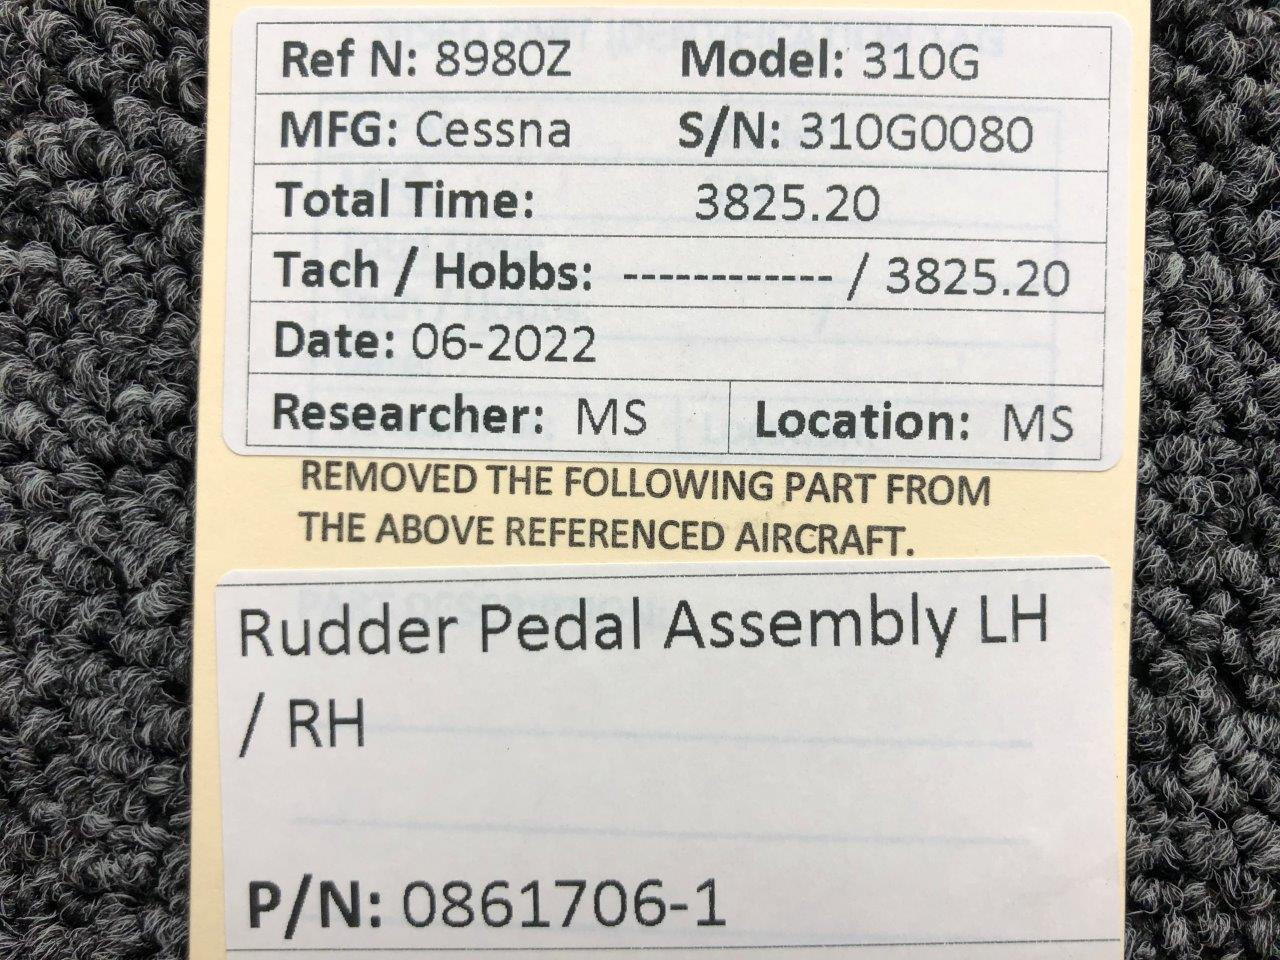 Ref N: 8980Z Model: 310G
MFG: Cessna S/N: 310G0080
Total Time: 3825.20
Tach / Hobbs: ------------ / 3825.20
Date: 06-2022
Researcher: MS Location: MS
REMOVED THE FOLLOWING PART FROM
THE ABOVE REFERENCED AIRCRAFT.
Rudder Pedal Assembly LH
/ RH
P/N: 0861706-1